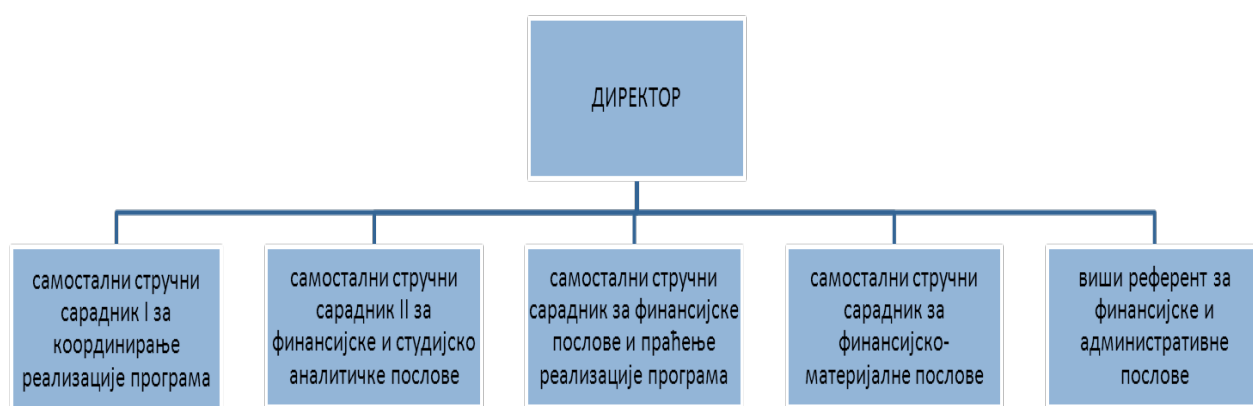 ДИРЕКТОР
самостални стручни
сарадник I за
координирање
реализације програма
самостални стручни
сарадник II за
финансијске и студијско
аналитичке послове
самостални стручни
сарадник за финансијске
послове и праћење
реализације програма
самостални стручни
сарадник за
финансијско-
материјалне послове
виши референт за
финансијске и
административне
послове